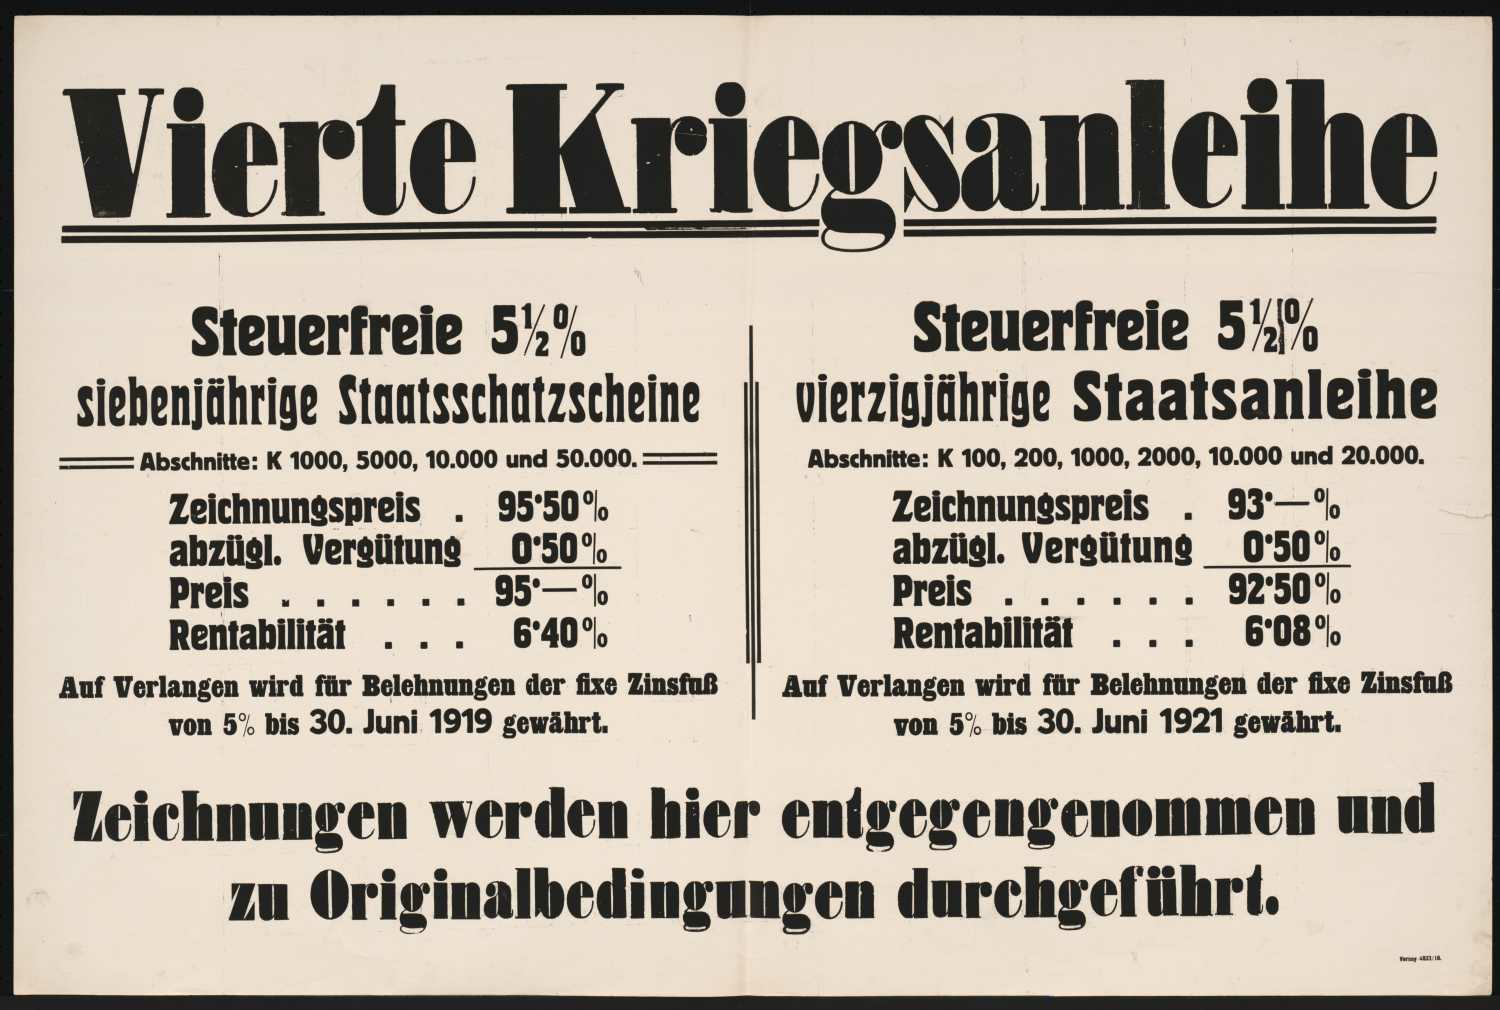 Vierte Kriegsanleihe
Steuerfreie 5½%
siebenjährige Staatsschatzscheine
Abschnitte: K 1000, 5000, 10.000 und 50.000.
Zeichnungspreis . 95·50%
abzügl. Vergütung 0·50%
Preis . . . . . . 95·—%
Rentabilität . . . 6·40%
Auf Verlangen wird für Belehnungen der fixe Zinsfuß
von 5% bis 30. Juni 1919 gewährt.
Steuerfreie 5½%
vierzigjährige Staatsanleihe
Abschnitte: K 100, 200, 1000, 2000, 10.000 und 20.000.
Zeichnungspreis . 93·—%
abzügl. Vergütung 0·50%
Preis . . . . . . 92·50%
Rentabilität . . . 6·08%
Auf Verlangen wird für Belehnungen der fixe Zinsfuß
von 5% bis 30. Juni 1921 gewährt.
Zeichnungen werden hier entgegengenommen und
zu Originalbedingungen durchgeführt.